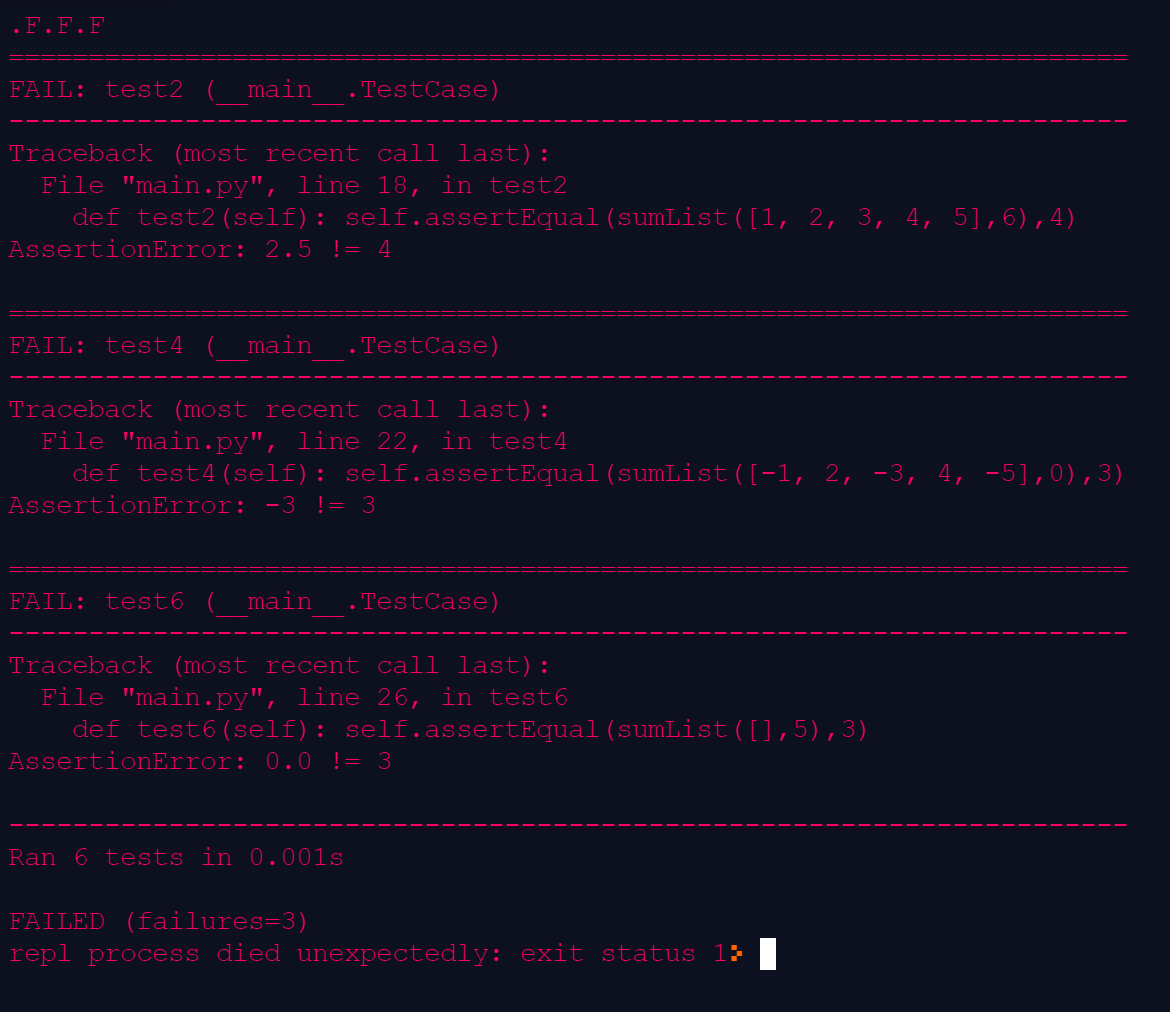 .F.F.F
======================================================================
FAIL: test2 (__main__.TestCase)
----------------------------------------------------------------------
Traceback (most recent call last):
  File "main.py", line 18, in test2
    def test2(self): self.assertEqual(sumList([1, 2, 3, 4, 5],6),4)
AssertionError: 2.5 != 4

======================================================================
FAIL: test4 (__main__.TestCase)
----------------------------------------------------------------------
Traceback (most recent call last):
  File "main.py", line 22, in test4
    def test4(self): self.assertEqual(sumList([-1, 2, -3, 4, -5],0),3)
AssertionError: -3 != 3

======================================================================
FAIL: test6 (__main__.TestCase)
----------------------------------------------------------------------
Traceback (most recent call last):
  File "main.py", line 26, in test6
    def test6(self): self.assertEqual(sumList([],5),3)
AssertionError: 0.0 != 3

----------------------------------------------------------------------
Ran 6 tests in 0.001s

FAILED (failures=3)
repl process died unexpectedly: exit status 1